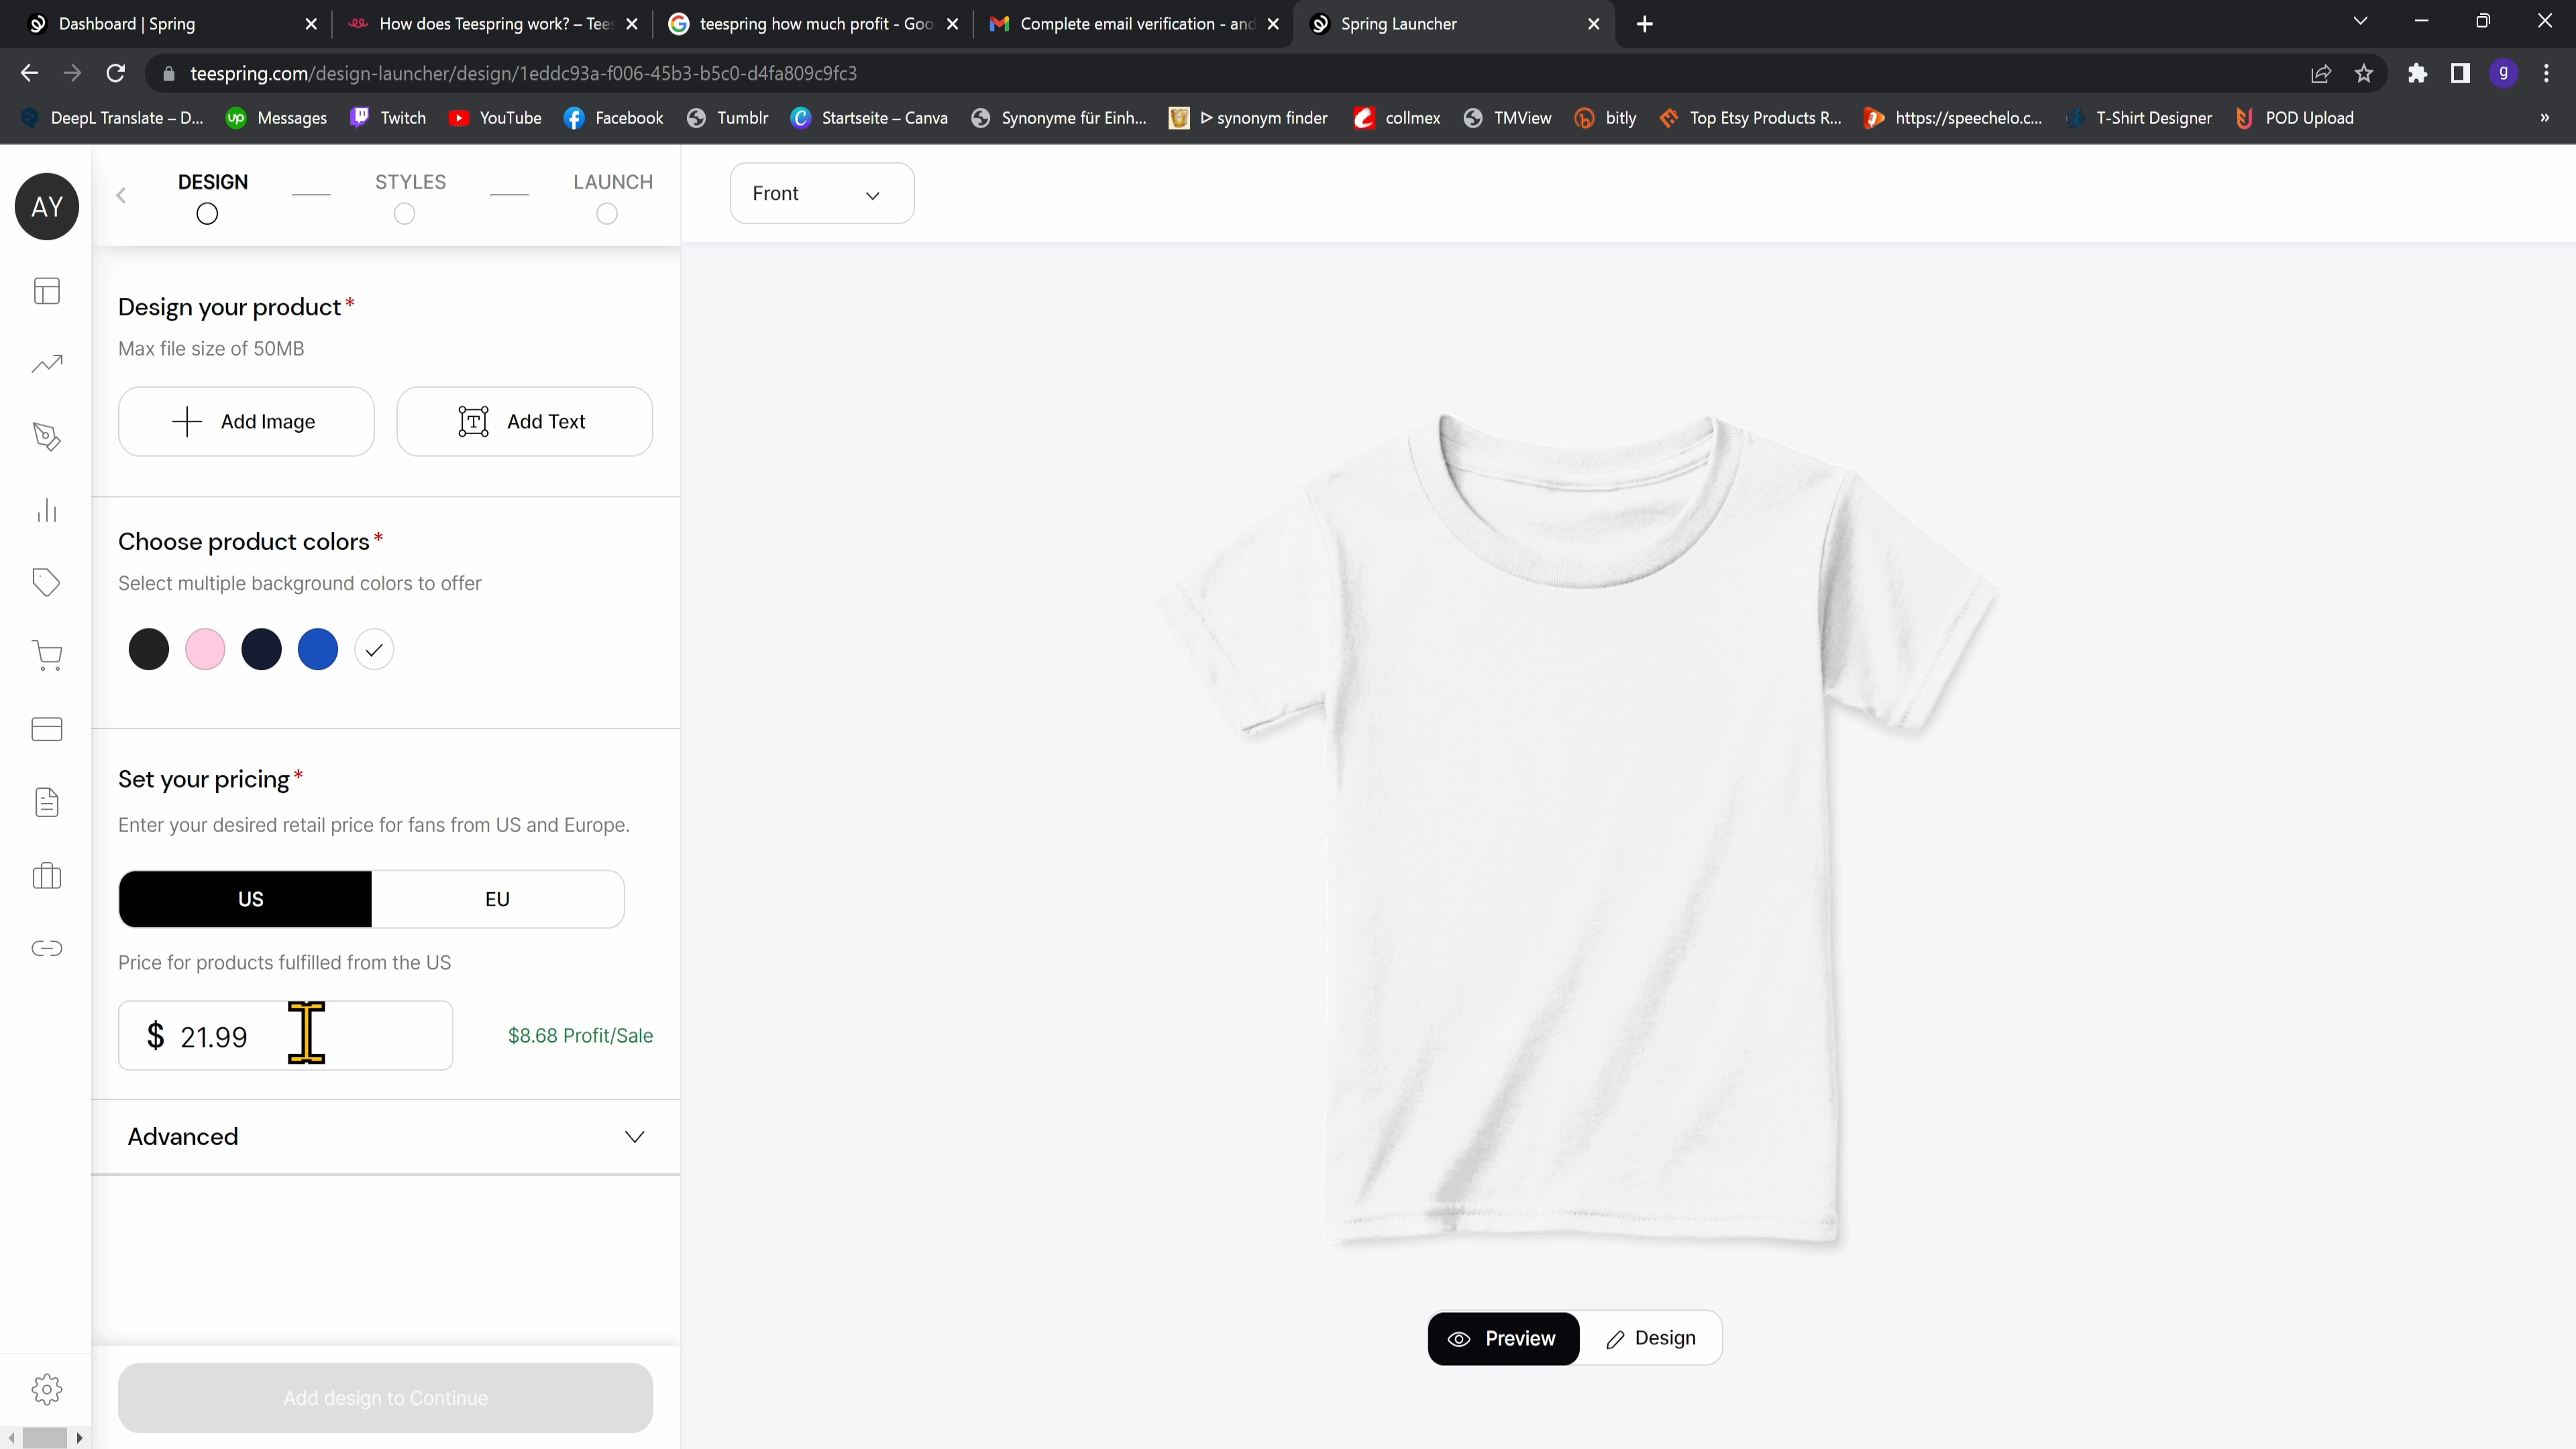 Dashboard | Spring
How does Teespring work? – Tees
teespring how much profit - Goo
Complete email verification - and
Spring Launcher
teespring.com/design-launcher/design/1eddc93a-f006-45b3-b5c0-d4fa809c9fc3
g
DeepL Translate – D...
up Messages
Twitch
YouTube
Facebook
Tumblr
Startseite – Canva
Synonyme für Einh...
ᐅ synonym finder
collmex
TMView
bitly
Top Etsy Products R...
https://speechelo.c...
T-Shirt Designer
POD Upload
»
AY
DESIGN
STYLES
LAUNCH
Front
Design your product*
Max file size of 50MB
Add Image
T Add Text
Choose product colors*
Select multiple background colors to offer
Set your pricing*
Enter your desired retail price for fans from US and Europe.
US
EU
Price for products fulfilled from the US
$ 21.99
$8.68 Profit/Sale
Advanced
Preview
Design
Add design to Continue